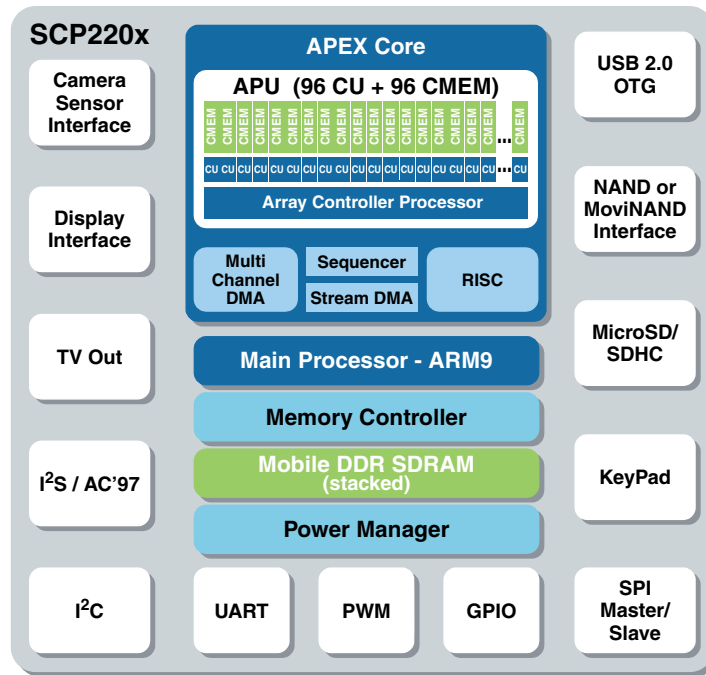 SCP220x
Camera
Sensor
Interface
Display
Interface
TV Out
I²S / AC’97
I²C
APEX Core
APU (96 CU + 96 CMEM)
CMEM CMEM CMEM CMEM CMEM CMEM CMEM CMEM CMEM CMEM CMEM CMEM CMEM CMEM CMEM CMEM CMEM CMEM ... CMEM
CU CU CU CU CU CU CU CU CU CU CU CU CU CU CU CU CU CU ... CU
Array Controller Processor
Multi
Channel
DMA
Sequencer
Stream DMA
RISC
Main Processor - ARM9
Memory Controller
Mobile DDR SDRAM
(stacked)
Power Manager
UART
PWM
GPIO
USB 2.0
OTG
NAND or
MoviNAND
Interface
MicroSD/
SDHC
KeyPad
SPI
Master/
Slave